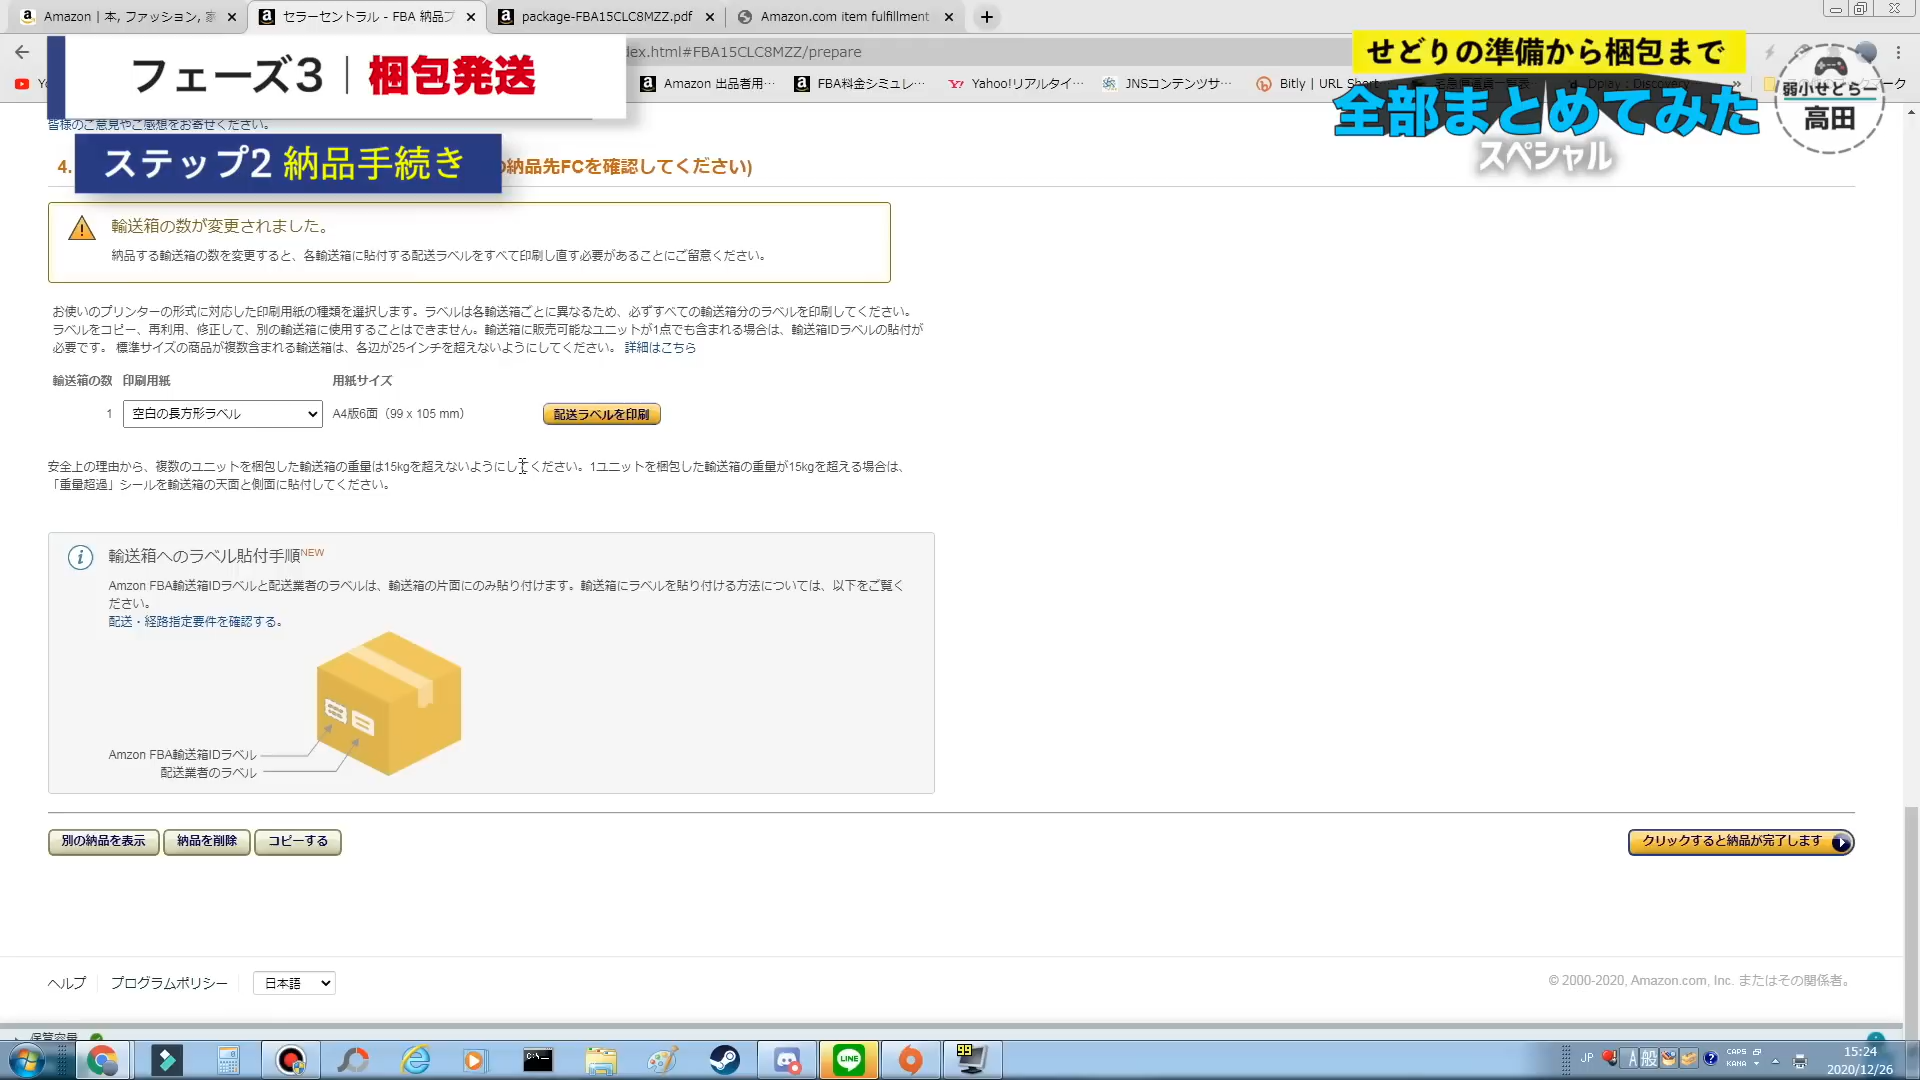 Amazon | 本, ファッション, 家
セラーセントラル - FBA 納品プ
package-FBA15CLC8MZZ.pdf
Amazon.com item fulfillment
dex.html#FBA15CLC8MZZ/prepare
Amazon 出品者用…
FBA料金シミュレ…
Yahoo!リアルタイ…
JNSコンテンツサ…
Bitly | URL Short
フェーズ3｜梱包発送
せどりの準備から梱包まで
全部まとめてみた
スペシャル
弱小せどらー
高田
皆様のご意見やご感想をお寄せください。
ステップ2 納品手続き
4.
の納品先FCを確認してください)
輸送箱の数が変更されました。
納品する輸送箱の数を変更すると、各輸送箱に貼付する配送ラベルをすべて印刷し直す必要があることにご留意ください。
お使いのプリンターの形式に対応した印刷用紙の種類を選択します。ラベルは各輸送箱ごとに異なるため、必ずすべての輸送箱分のラベルを印刷してください。
ラベルをコピー、再利用、修正して、別の輸送箱に使用することはできません。輸送箱に販売可能なユニットが1点でも含まれる場合は、輸送箱IDラベルの貼付が
必要です。 標準サイズの商品が複数含まれる輸送箱は、各辺が25インチを超えないようにしてください。 詳細はこちら
輸送箱の数 印刷用紙 用紙サイズ
1 空白の長方形ラベル A4版6面（99 x 105 mm） 配送ラベルを印刷
安全上の理由から、複数のユニットを梱包した輸送箱の重量は15kgを超えないようにしてください。1ユニットを梱包した輸送箱の重量が15kgを超える場合は、
「重量超過」シールを輸送箱の天面と側面に貼付してください。
輸送箱へのラベル貼付手順NEW
Amzon FBA輸送箱IDラベルと配送業者のラベルは、輸送箱の片面にのみ貼り付けます。輸送箱にラベルを貼り付ける方法については、以下をご覧く
ださい。
配送・経路指定要件を確認する。
Amzon FBA輸送箱IDラベル
配送業者のラベル
別の納品を表示 納品を削除 コピーする
クリックすると納品が完了します
ヘルプ プログラムポリシー 日本語
© 2000-2020, Amazon.com, Inc. またはその関係者。
LINE
99
JP
A 般
CAPS
KANA
15:24
2020/12/26